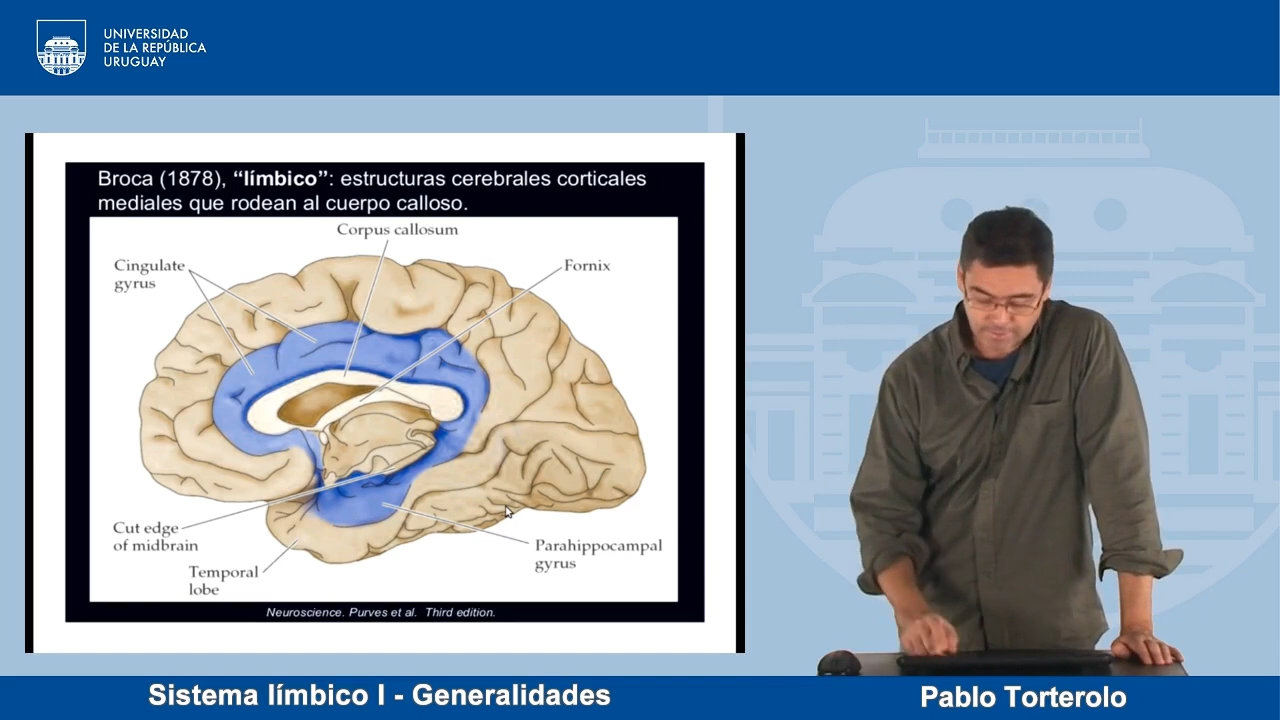 UNIVERSIDAD
DE LA REPÚBLICA
URUGUAY
Broca (1878), “límbico”: estructuras cerebrales corticales
mediales que rodean al cuerpo calloso.
Corpus callosum
Cingulate
gyrus
Fornix
Cut edge
of midbrain
Temporal
lobe
Parahippocampal
gyrus
Neuroscience. Purves et al. Third edition.
Sistema límbico I - Generalidades
Pablo Torterolo